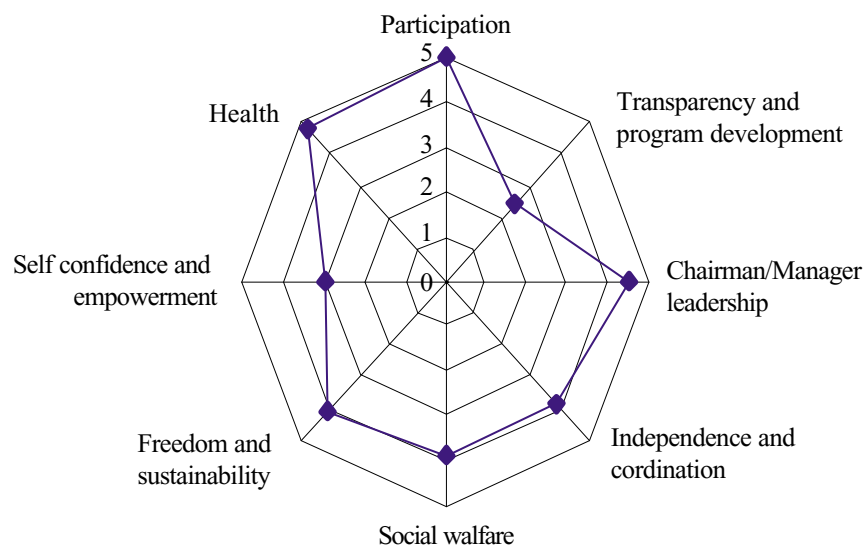 Participation
5
Transparency and
program development
4
Health
3
2
1
Self confidence and
empowerment
0
Chairman/Manager
leadership
Freedom and
sustainability
Independence and
cordination
Social walfare